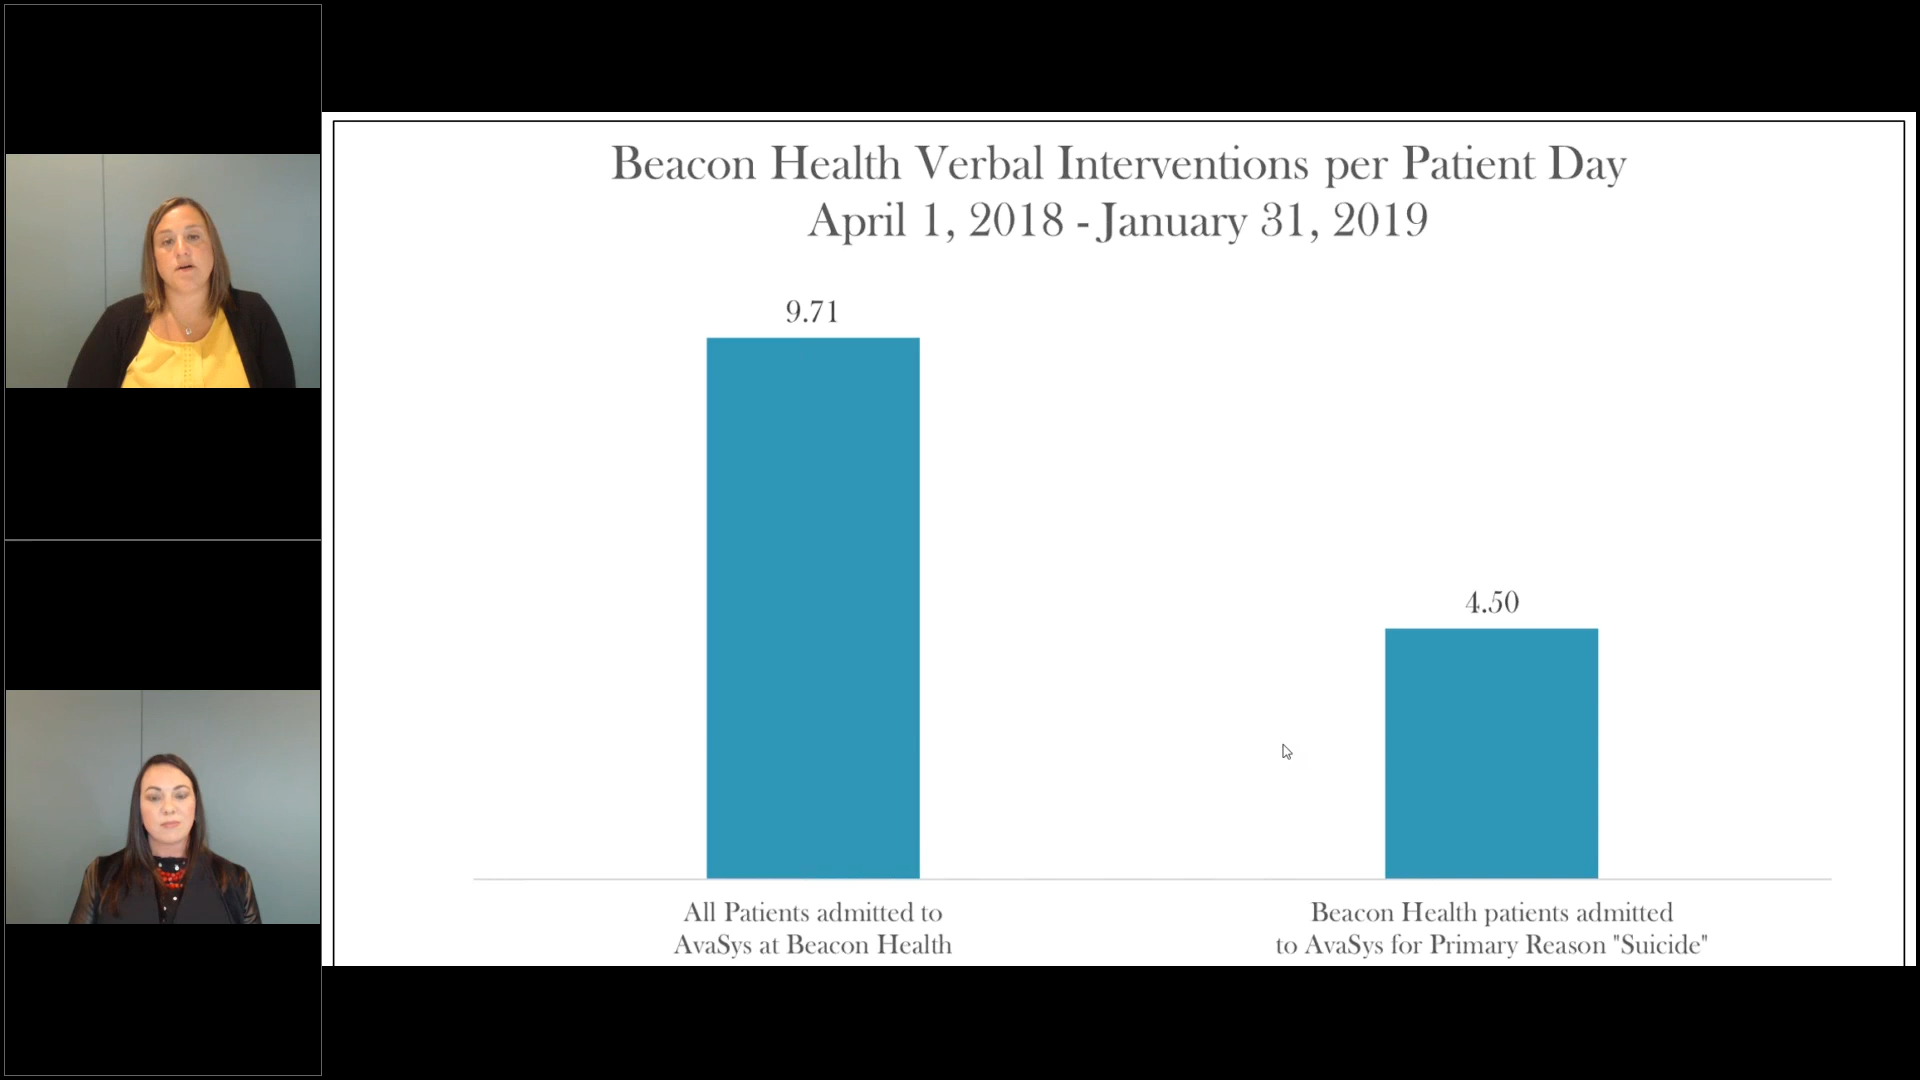 Beacon Health Verbal Interventions per Patient Day
April 1, 2018 - January 31, 2019
9.71
4.50
All Patients admitted to
AvaSys at Beacon Health
Beacon Health patients admitted
to AvaSys for Primary Reason "Suicide"